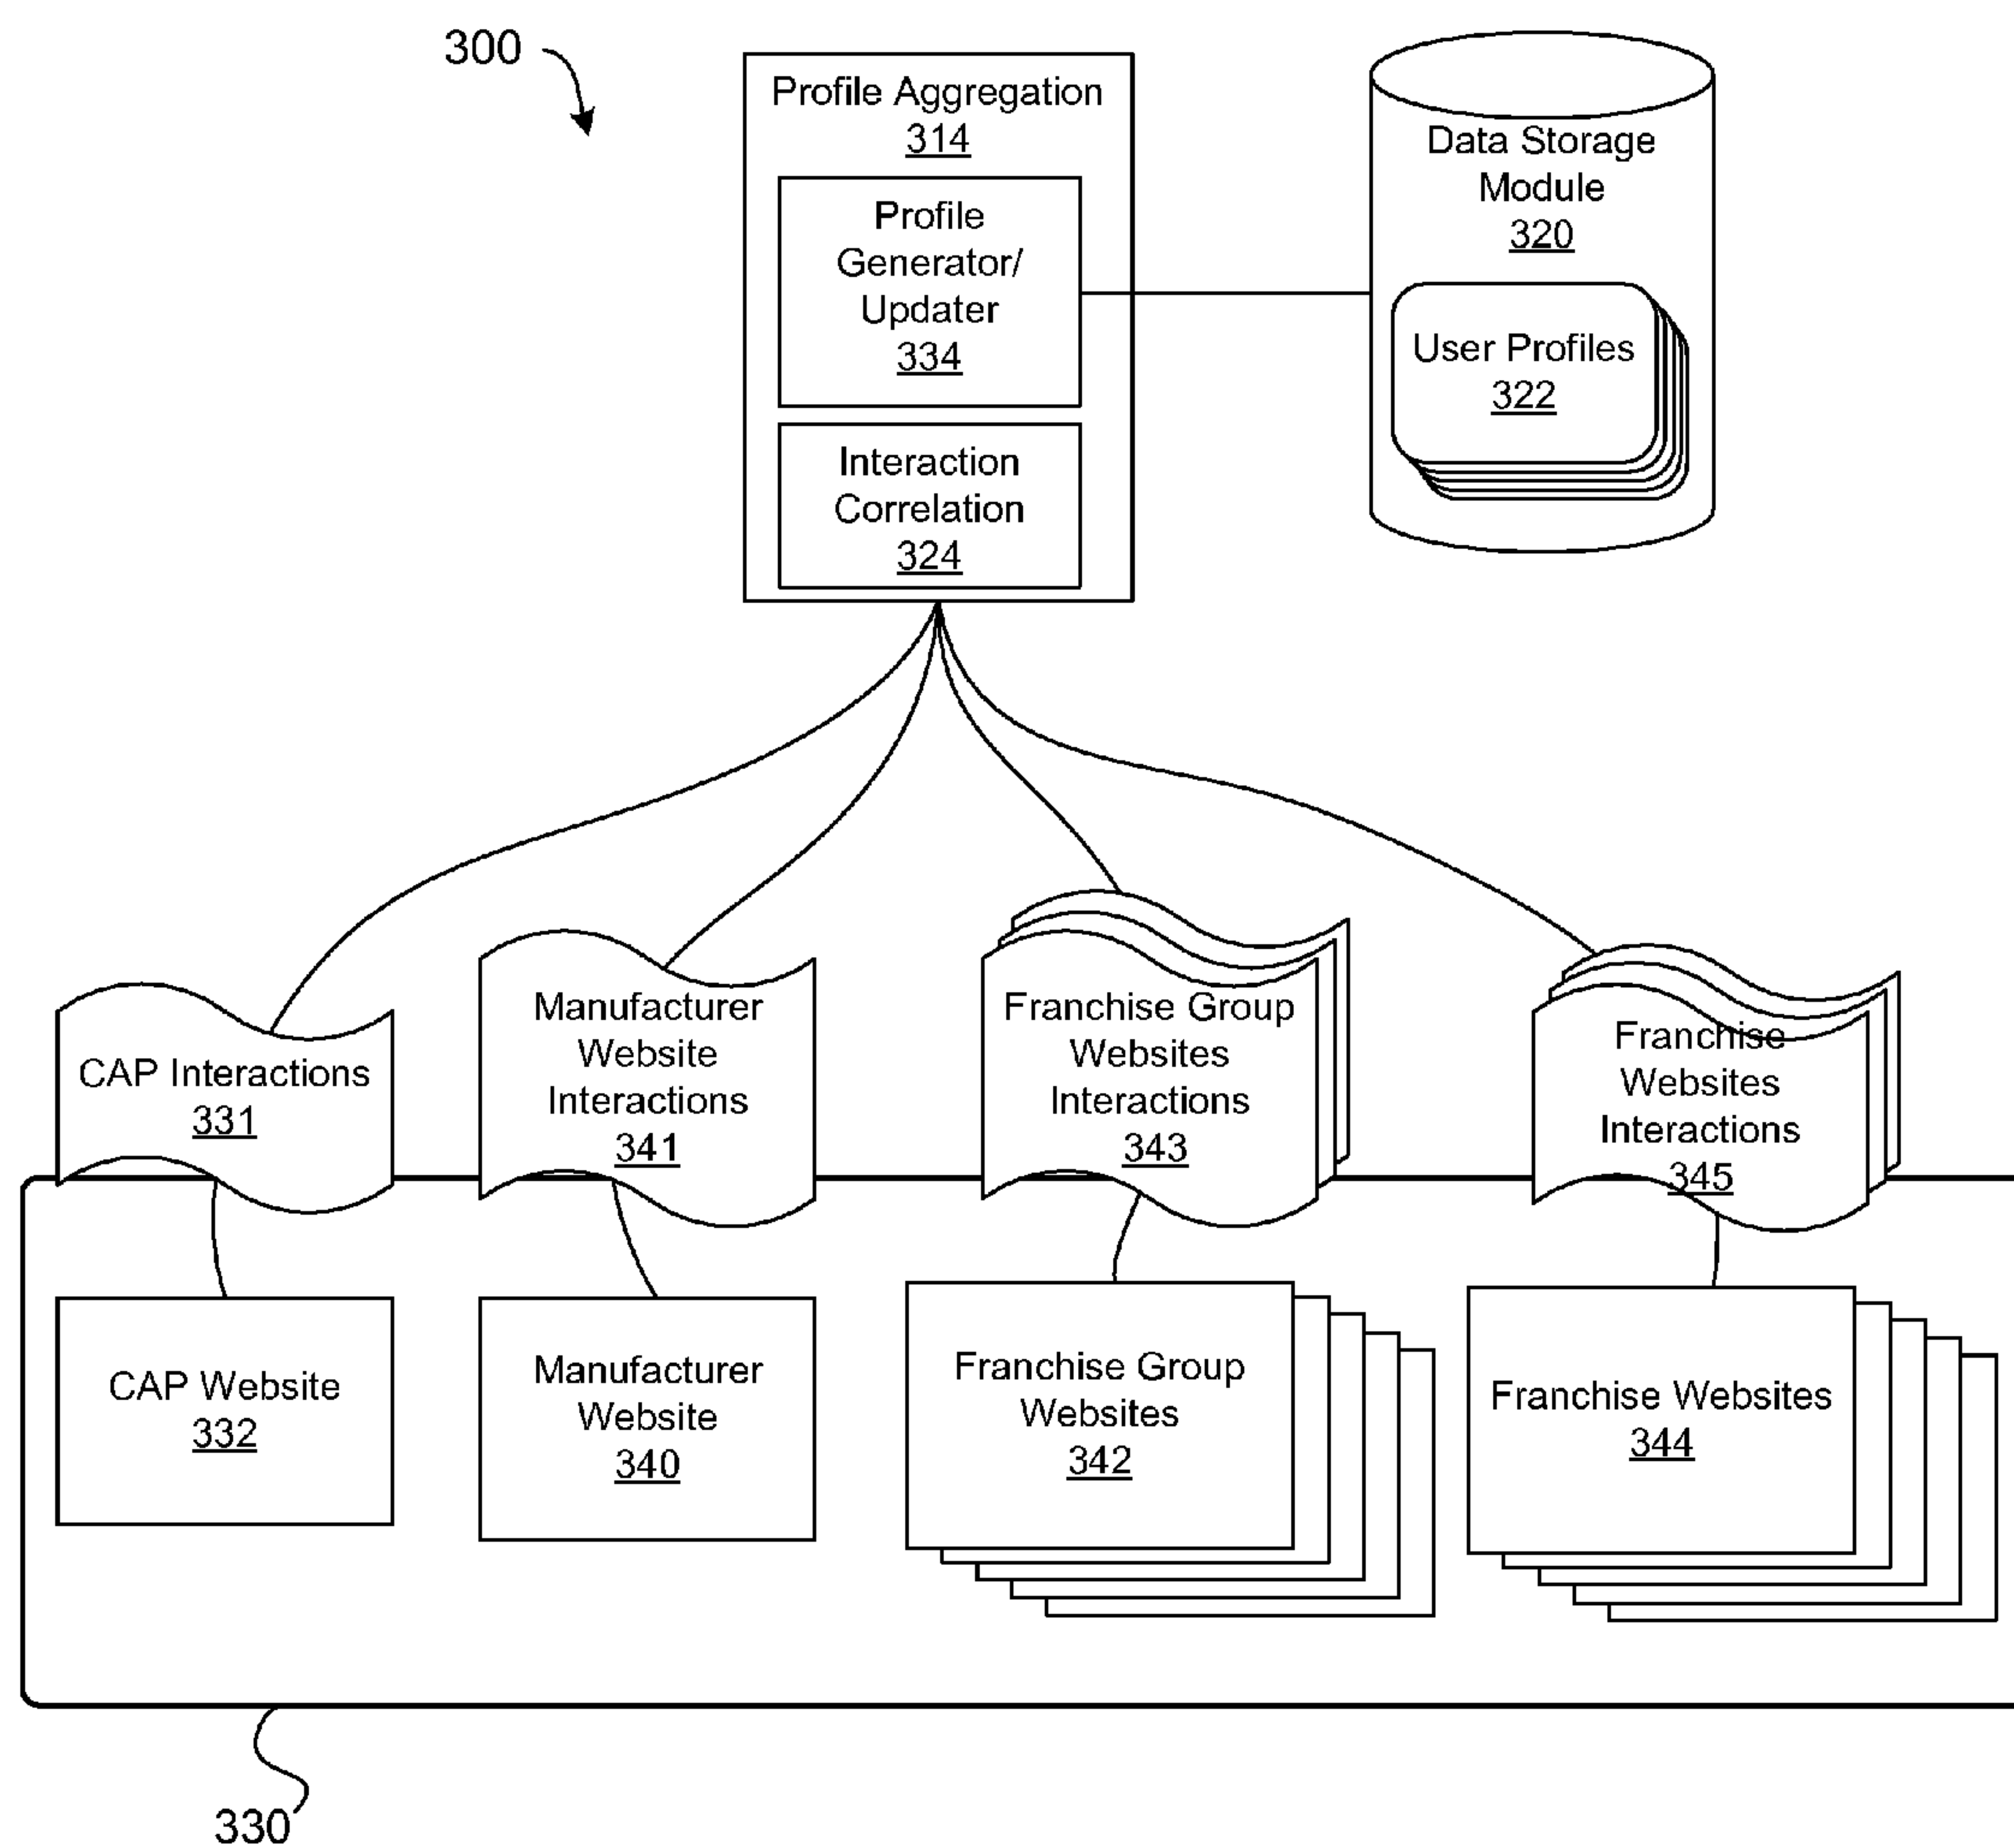 300
Profile Aggregation
314
Profile
Generator/
Updater
334
Interaction
Correlation
324
Data Storage
Module
320
User Profiles
322
CAP Interactions
331
Manufacturer
Website
Interactions
341
Franchise Group
Websites
Interactions
343
Franchise
Websites
Interactions
345
CAP Website
332
Manufacturer
Website
340
Franchise Group
Websites
342
Franchise Websites
344
330